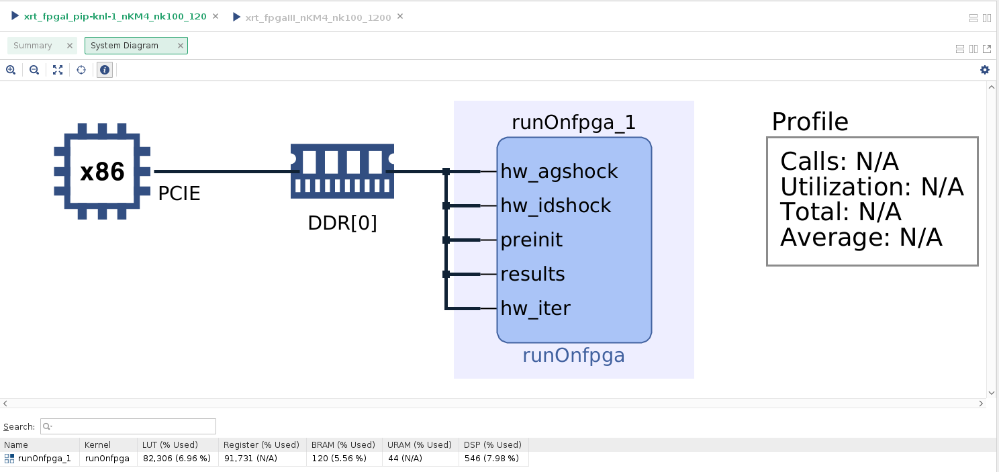 xrt_fpgaI_pip-knl-1_nKM4_nk100_120 xrt_fpgaIII_nKM4_nk100_1200
Summary System Diagram
Profile
runOnfpga_1
Calls: N/A
x86 hw_agshock
Utilization: N/A
PCIE
hw_idshock Total: N/A
DDR[0]
preinit Average: N/A
results
hw_iter
runOnfpga
Search:
Name Kernel LUT (% Used) Register (% Used) BRAM (% Used) URAM (% Used) DSP (% Used)
runOnfpga_1 runOnfpga 82,306 (6.96 %) 91,731 (N/A) 120 (5.56 %) 44 (N/A) 546 (7.98 %)